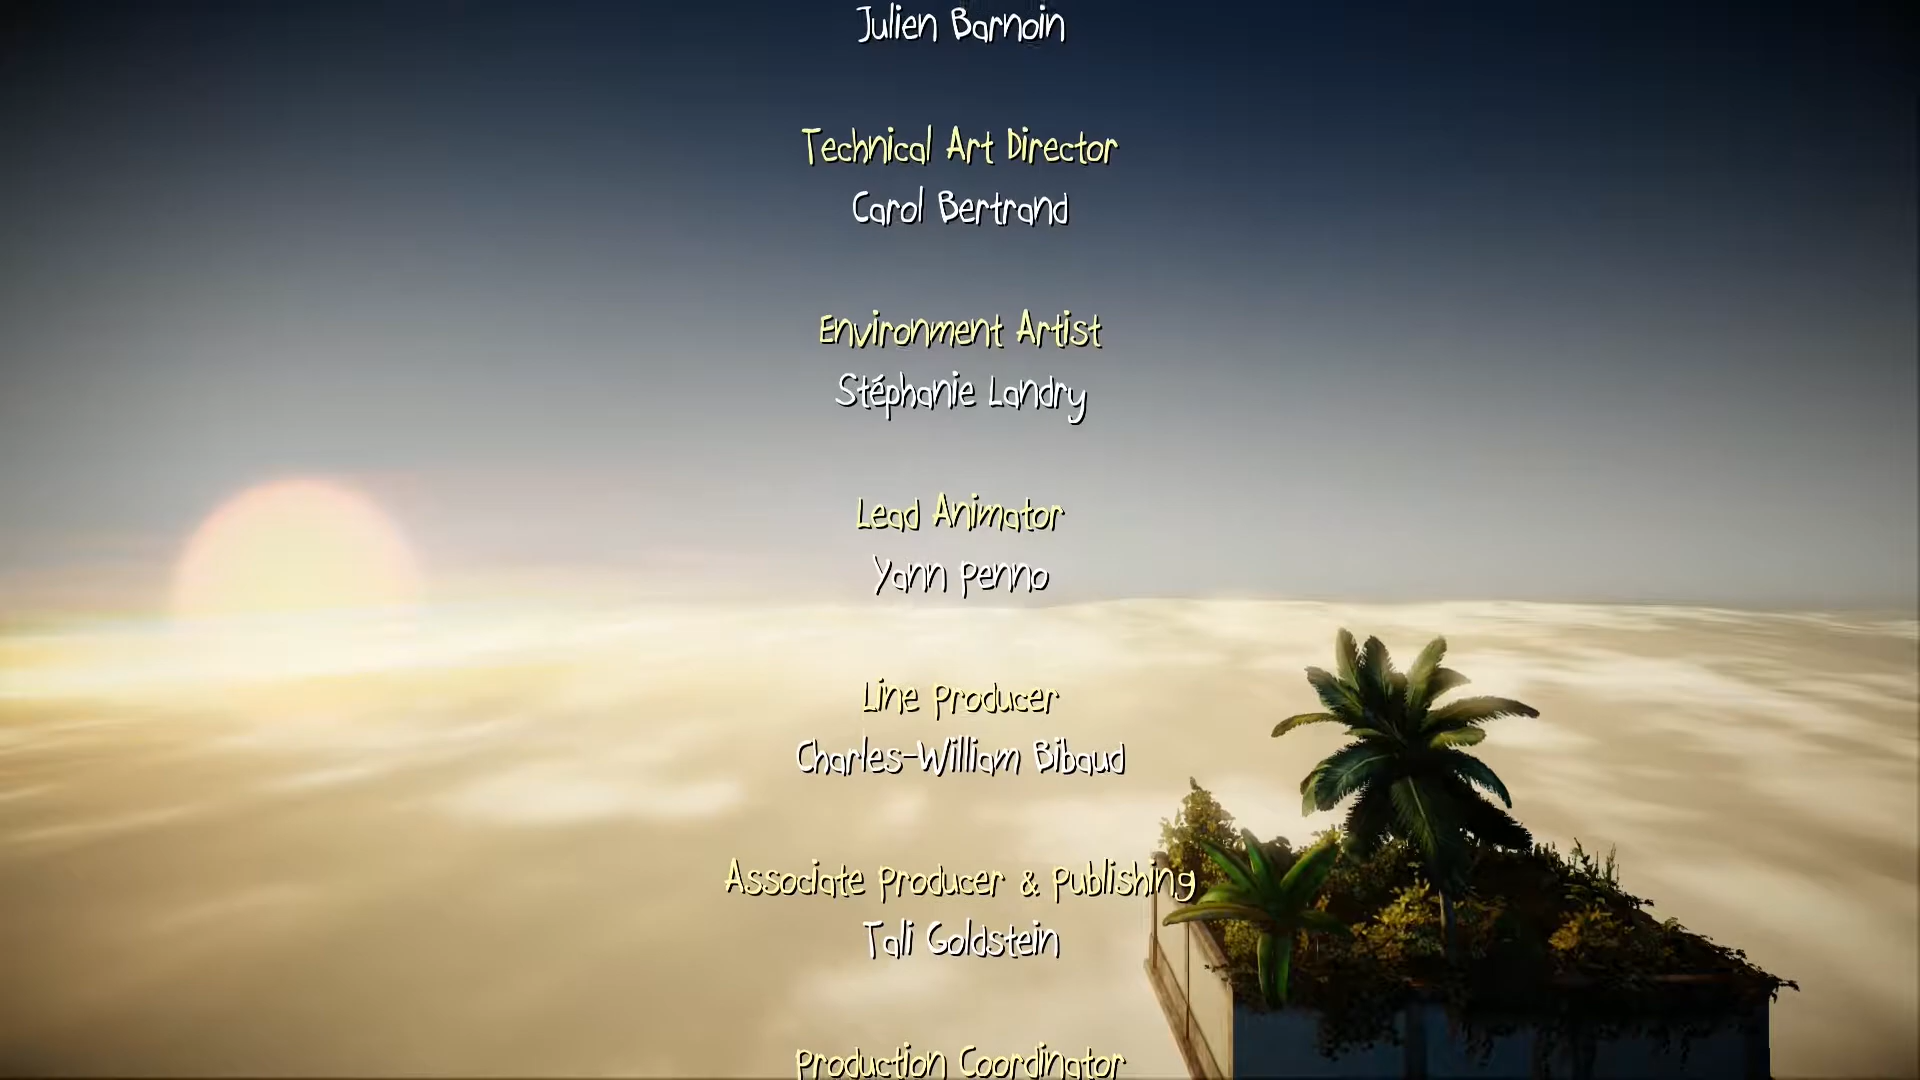 Julien Barnoin
Technical Art Director
Carol Bertrand
Environment Artist
Stéphanie Landry
Lead Animator
Yann Penno
Line Producer
Charles-William Bibaud
Associate Producer & Publishing
Tali Goldstein
Production Coordinator